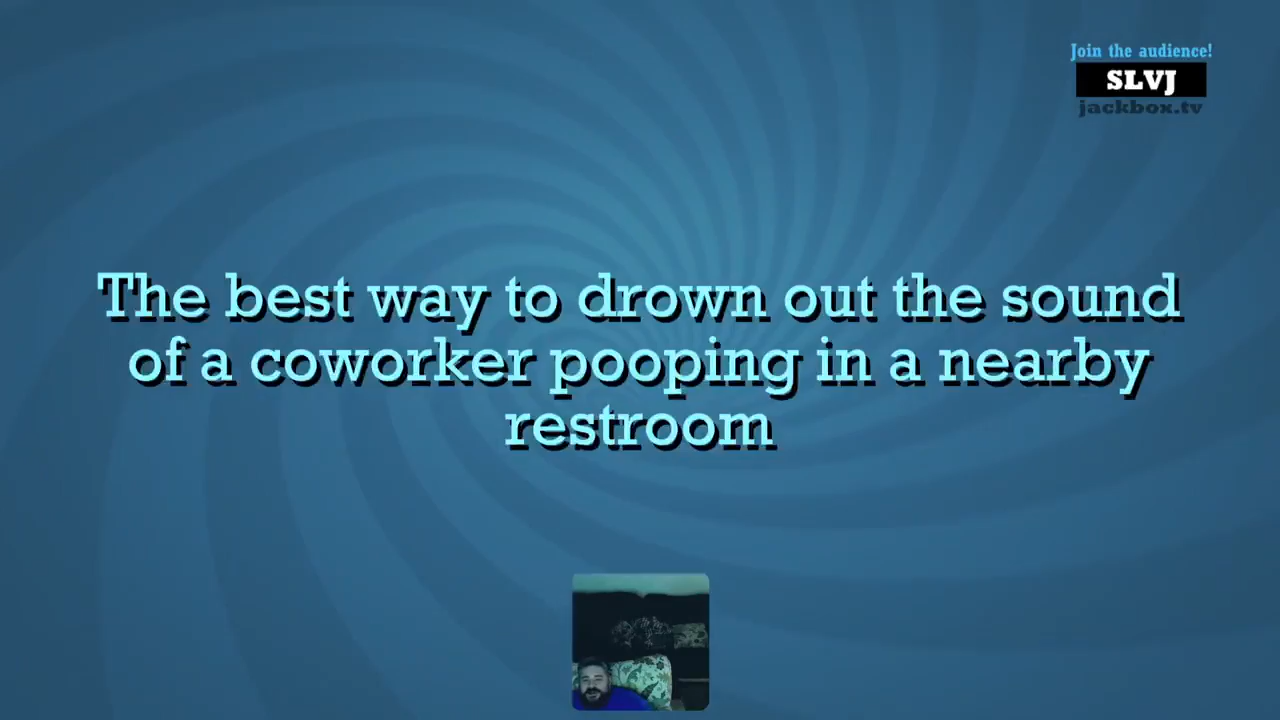 Join the audience!
SLVJ
jackbox.tv
The best way to drown out the sound
of a coworker pooping in a nearby
restroom